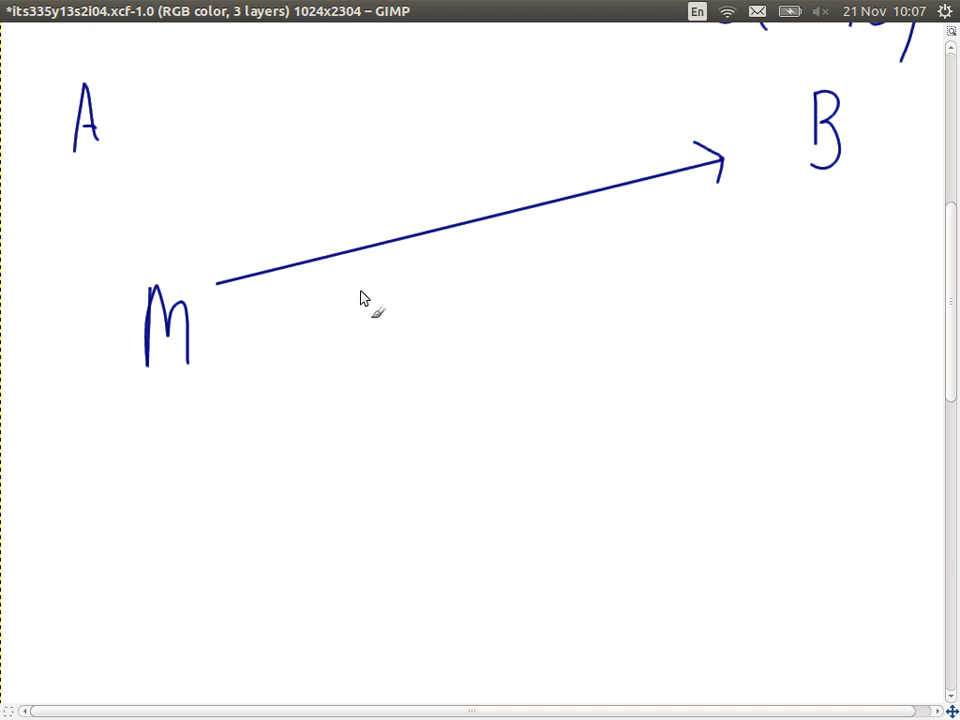 *its335y13s2i04.xcf-1.0 (RGB color, 3 layers) 1024x2304 – GIMP En 21 Nov 10:07
A
B
M